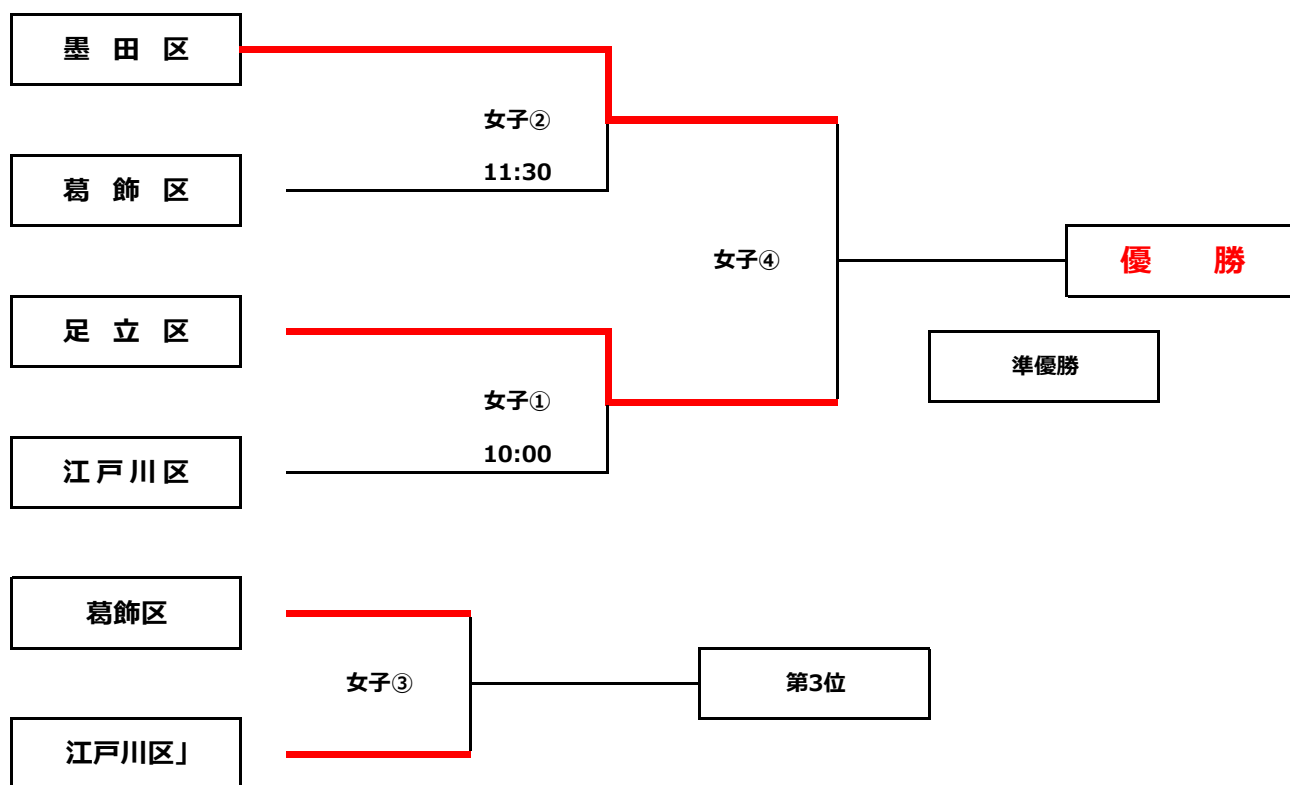 墨 田 区
女子②
11:30
葛 飾 区
女子④
優 勝
足 立 区
準優勝
女子①
10:00
江戸川区
葛飾区
女子③
第3位
江戸川区」